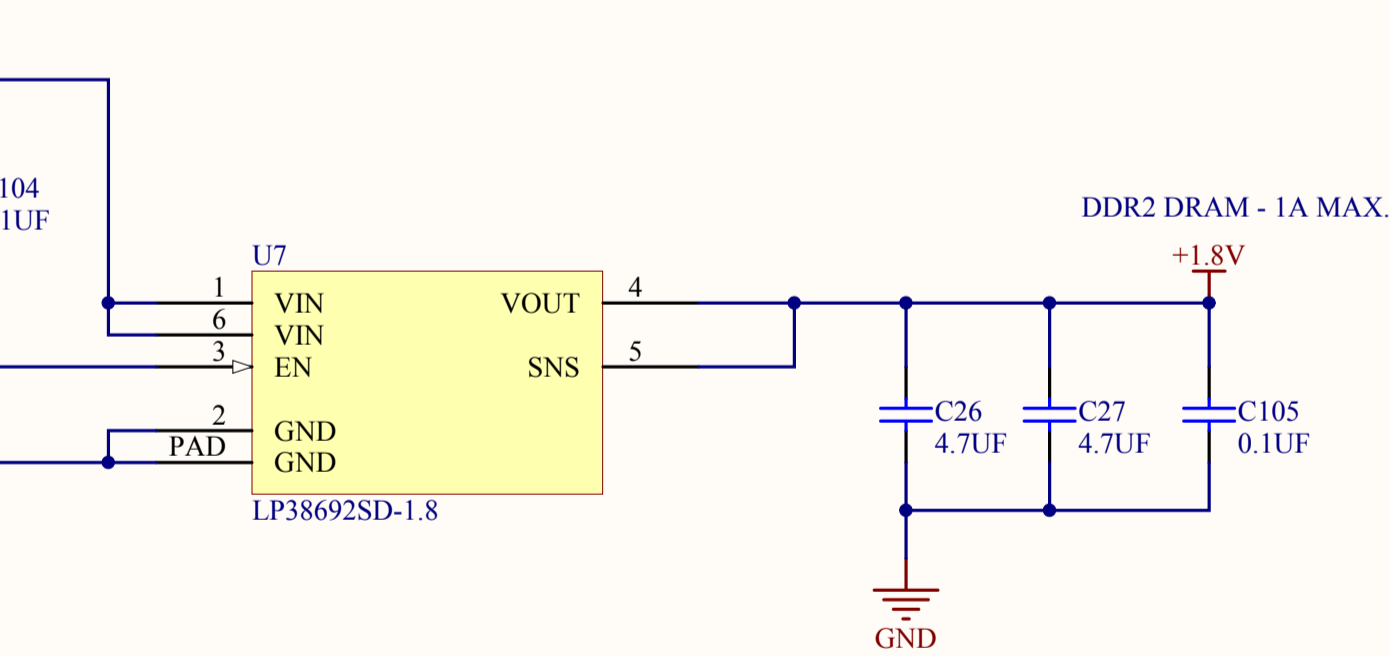 104
1UF
DDR2 DRAM - 1A MAX.
+1.8V
U7
1
VIN
6
VIN
3
EN
2
GND
PAD
GND
VOUT
4
SNS
5
LP38692SD-1.8
C26
4.7UF
C27
4.7UF
C105
0.1UF
GND